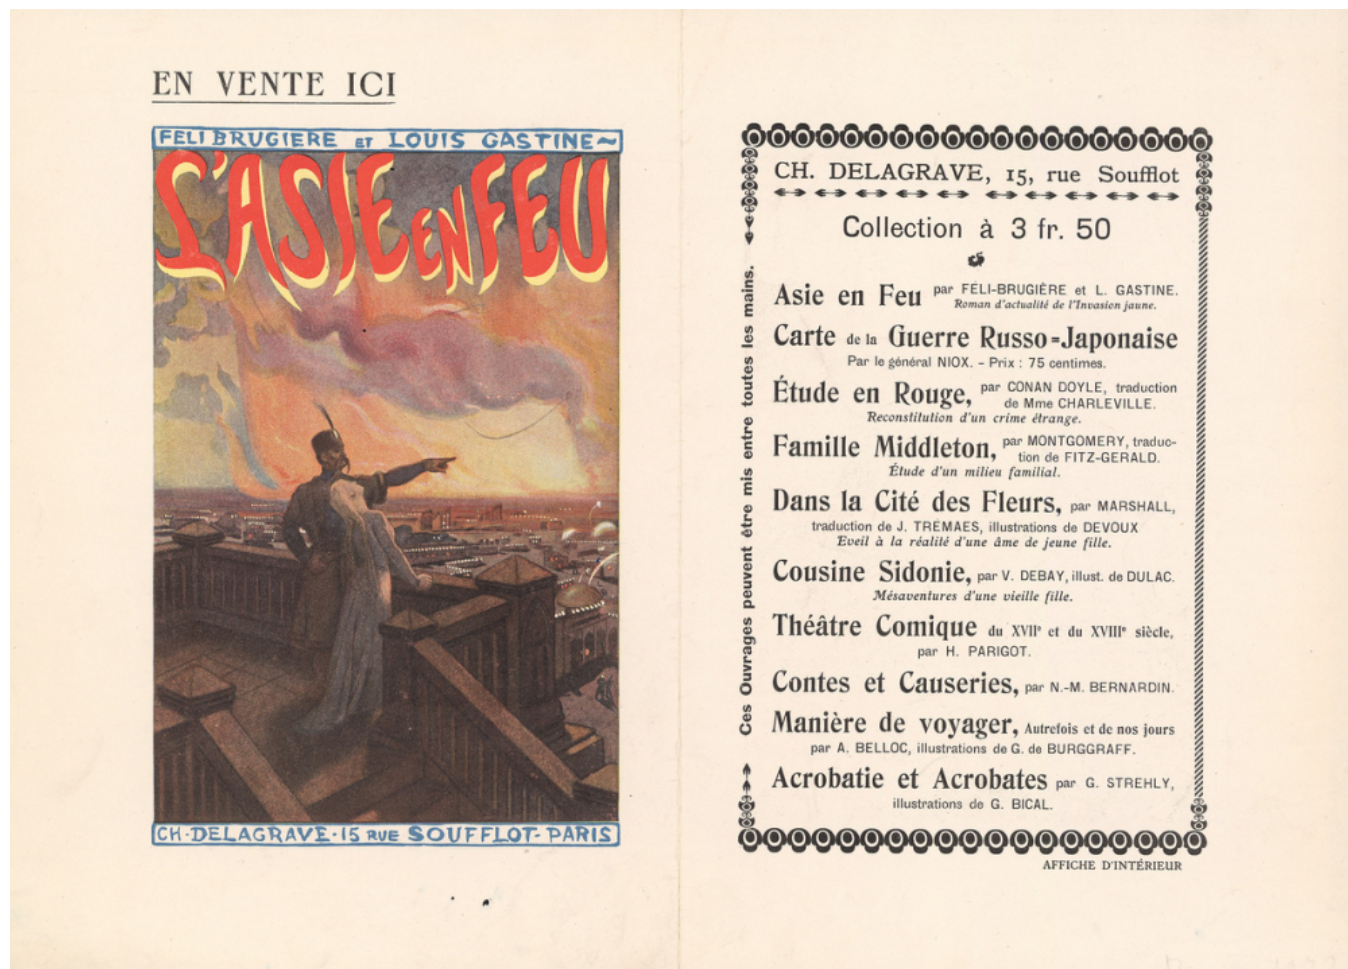 EN VENTE ICI
FELI BRUGIERE ET LOUIS GASTINE~
L'ASIE EN FEU
CH·DELAGRAVE·15 RUE SOUFFLOT-PARIS
CH. DELAGRAVE, 15, rue Soufflot
Collection à 3 fr. 50
Ces Ouvrages peuvent être mis entre toutes les mains.
Asie en Feu par FÉLI-BRUGIÈRE et L. GASTINE.
Roman d'actualité de l'Invasion jaune.
Carte de la Guerre Russo-Japonaise
Par le général NIOX. - Prix : 75 centimes.
Étude en Rouge, par CONAN DOYLE, traduction
de Mme CHARLEVILLE.
Reconstitution d'un crime étrange.
Famille Middleton, par MONTGOMERY, traduc-
tion de FITZ-GERALD.
Étude d'un milieu familial.
Dans la Cité des Fleurs, par MARSHALL,
traduction de J. TREMAES, illustrations de DEVOUX
Eveil à la réalité d'une âme de jeune fille.
Cousine Sidonie, par V. DEBAY, illust. de DULAC.
Mésaventures d'une vieille fille.
Théâtre Comique du XVIIe et du XVIIIe siècle,
par H. PARIGOT.
Contes et Causeries, par N.-M. BERNARDIN.
Manière de voyager, Autrefois et de nos jours
par A. BELLOC, illustrations de G. de BURGGRAFF.
Acrobatie et Acrobates par G. STREHLY,
illustrations de G. BICAL.
AFFICHE D'INTÉRIEUR